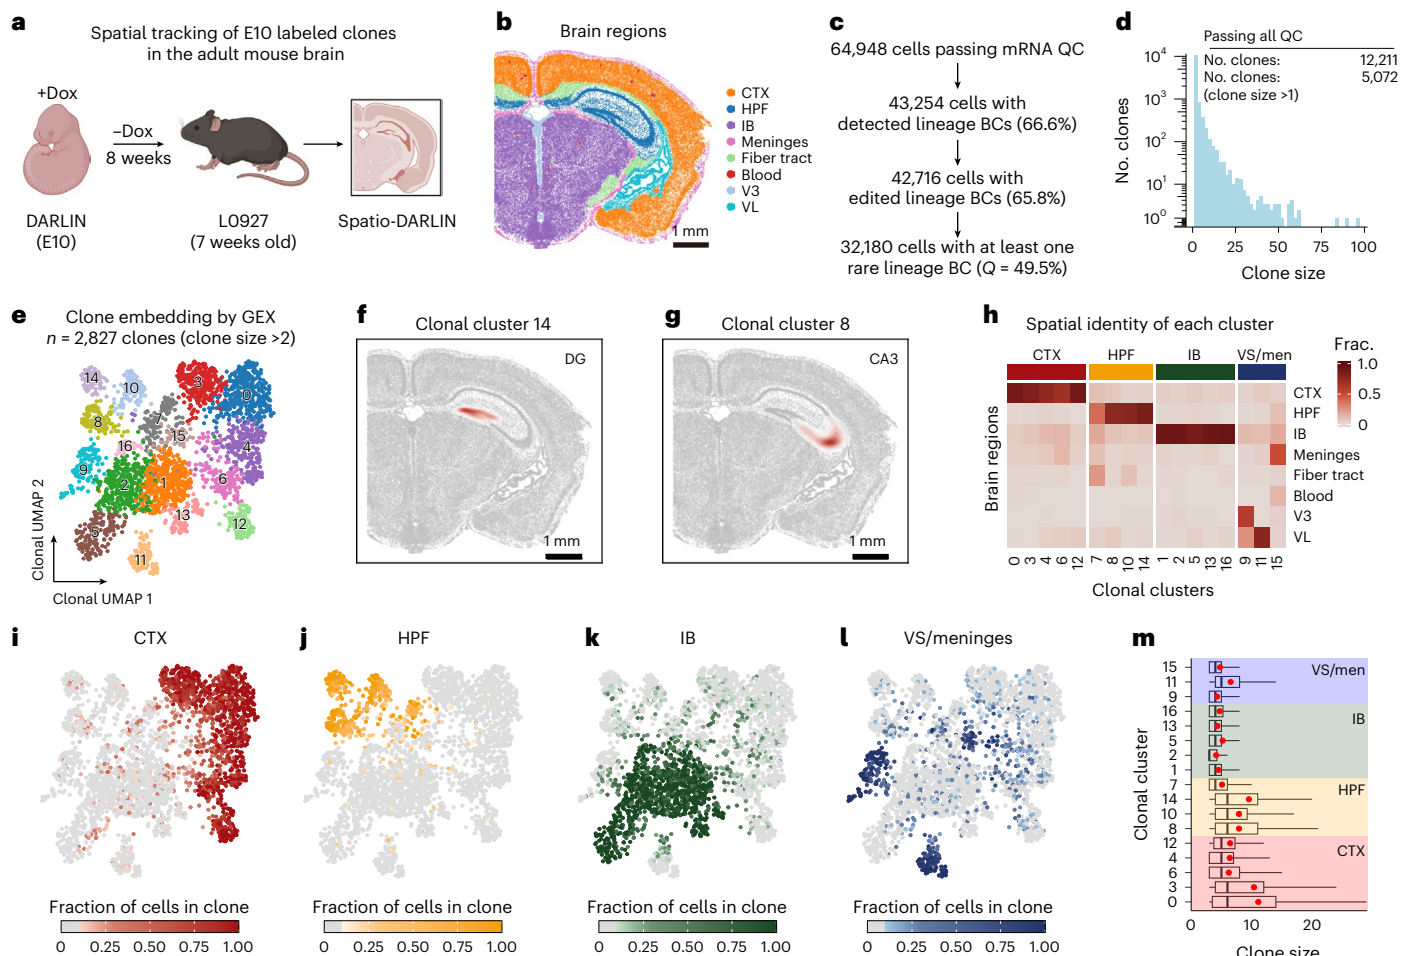 a
Spatial tracking of E10 labeled clones
in the adult mouse brain
+Dox
–Dox
8 weeks
DARLIN
(E10)
L0927
(7 weeks old)
Spatio-DARLIN
b
Brain regions
CTX
HPF
IB
Meninges
Fiber tract
Blood
V3
VL
1 mm
c
64,948 cells passing mRNA QC
43,254 cells with
detected lineage BCs (66.6%)
42,716 cells with
edited lineage BCs (65.8%)
32,180 cells with at least one
rare lineage BC (Q = 49.5%)
d
Passing all QC
No. clones: 12,211
No. clones: 5,072
(clone size >1)
No. clones
10^4
10^3
10^2
10^1
10^0
0 25 50 75 100
Clone size
e
Clone embedding by GEX
n = 2,827 clones (clone size >2)
14
10
3
0
8
7
15
4
16
9
2
1
6
13
12
5
11
Clonal UMAP 2
Clonal UMAP 1
f
Clonal cluster 14
DG
1 mm
g
Clonal cluster 8
CA3
1 mm
h
Spatial identity of each cluster
CTX HPF IB VS/men
Frac.
1.0
0.5
0
Brain regions
CTX
HPF
IB
Meninges
Fiber tract
Blood
V3
VL
0 3 4 6 12 7 8 10 14 1 2 5 13 16 9 11 15
Clonal clusters
i
CTX
Fraction of cells in clone
0 0.25 0.50 0.75 1.00
j
HPF
Fraction of cells in clone
0 0.25 0.50 0.75 1.00
k
IB
Fraction of cells in clone
0 0.25 0.50 0.75 1.00
l
VS/meninges
Fraction of cells in clone
0 0.25 0.50 0.75 1.00
m
Clonal cluster
15
11
9
16
13
5
2
1
7
14
10
8
12
4
6
3
0
VS/men
IB
HPF
CTX
0 10 20
Clone size